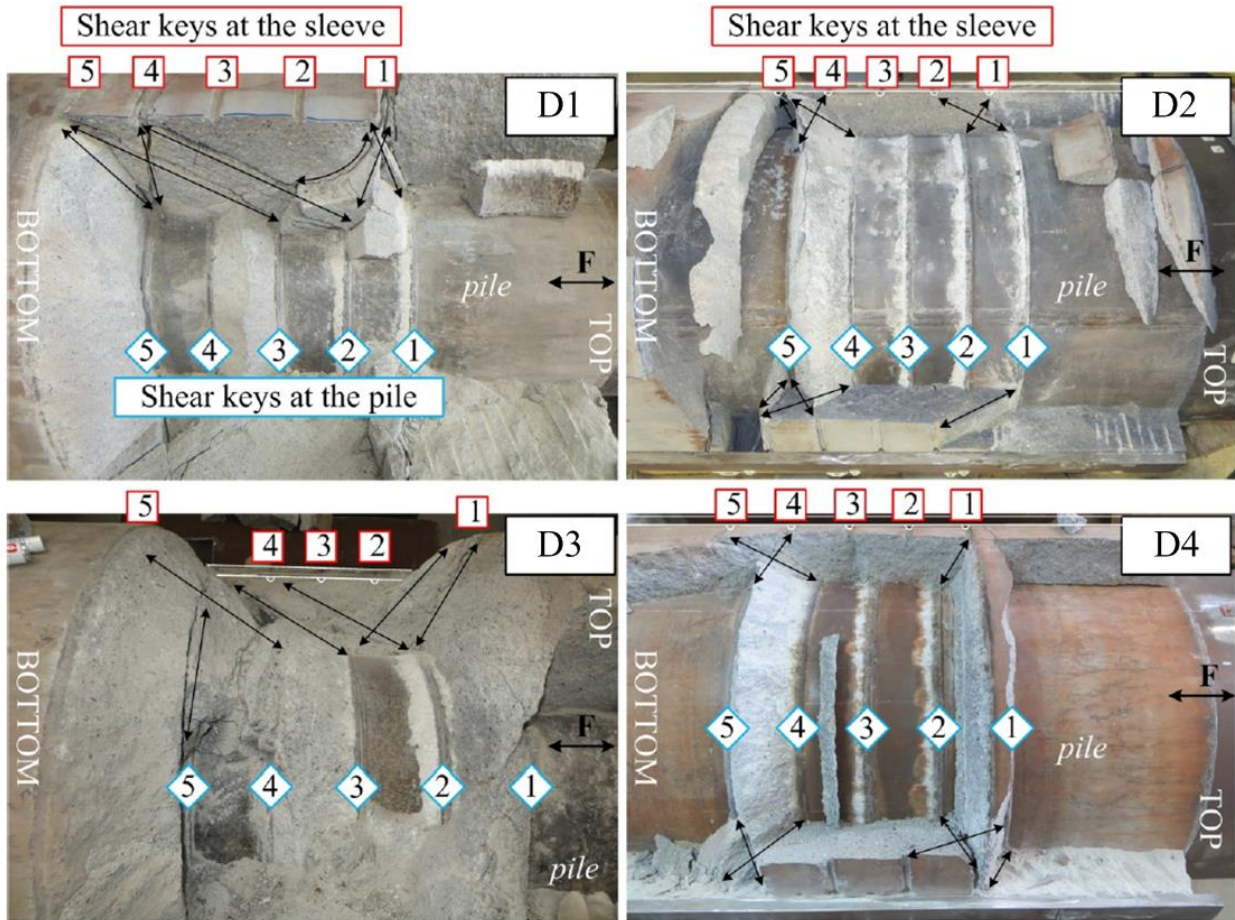 Shear keys at the sleeve
5 4 3 2 1
D1
BOTTOM
F
pile
TOP
5 4 3 2 1
Shear keys at the pile
Shear keys at the sleeve
5 4 3 2 1
D2
BOTTOM
F
pile
TOP
5 4 3 2 1
5 4 3 2 1
D3
BOTTOM
TOP
F
5 4 3 2 1
pile
5 4 3 2 1
D4
BOTTOM
F
5 4 3 2 1
pile
TOP